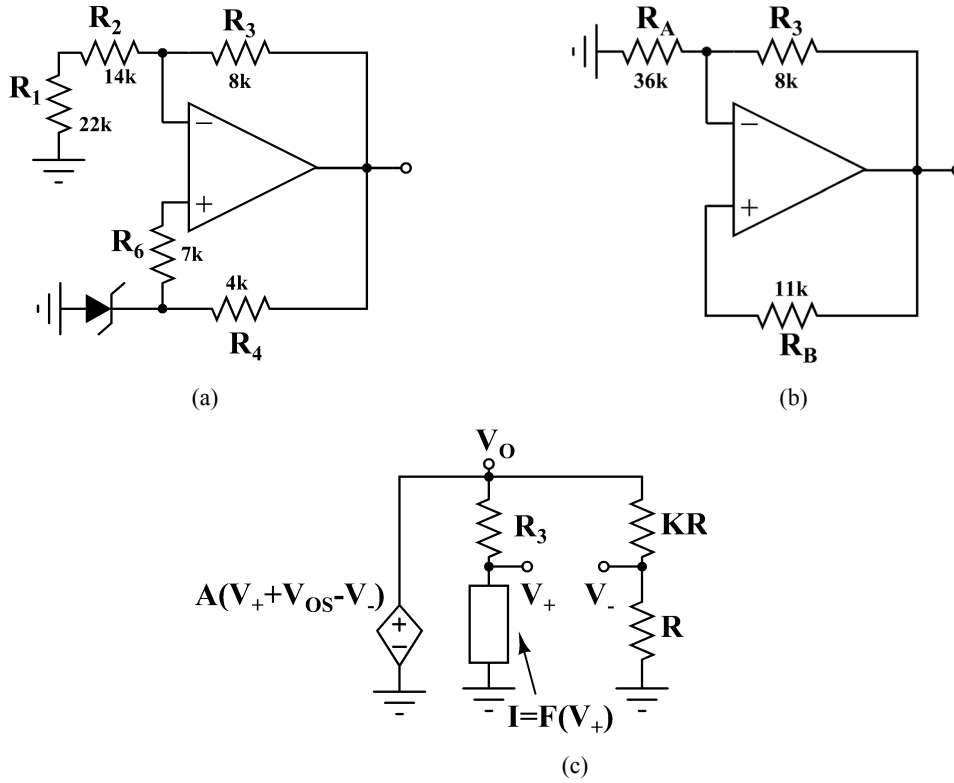 R2
R3
14k
8k
R1
22k
−
+
R6
7k
4k
R4
(a)
RA
R3
36k
8k
−
+
11k
RB
(b)
VO
R3
KR
A(V++VOS-V-)
+
−
V+
V-
R
I=F(V+)
(c)